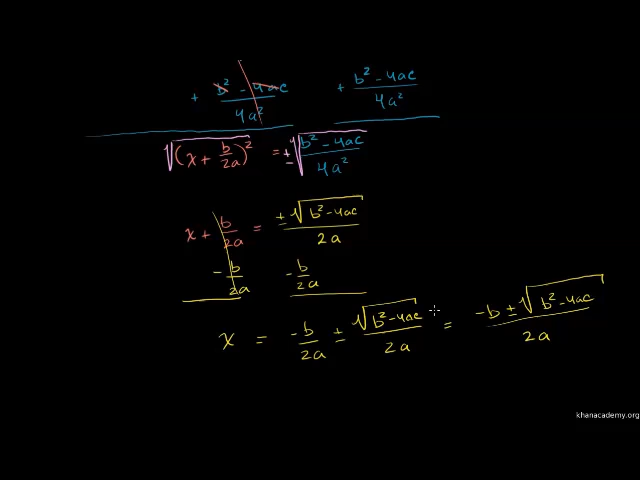 + b² - 4ac / 4a²   + b² - 4ac / 4a²
√(x + b/2a)² = ± √(b² - 4ac / 4a²)
x + b/2a = ± √(b² - 4ac) / 2a
- b/2a   - b/2a
x = -b/2a ± √(b² - 4ac) / 2a = -b ± √(b² - 4ac) / 2a
khanacademy.org